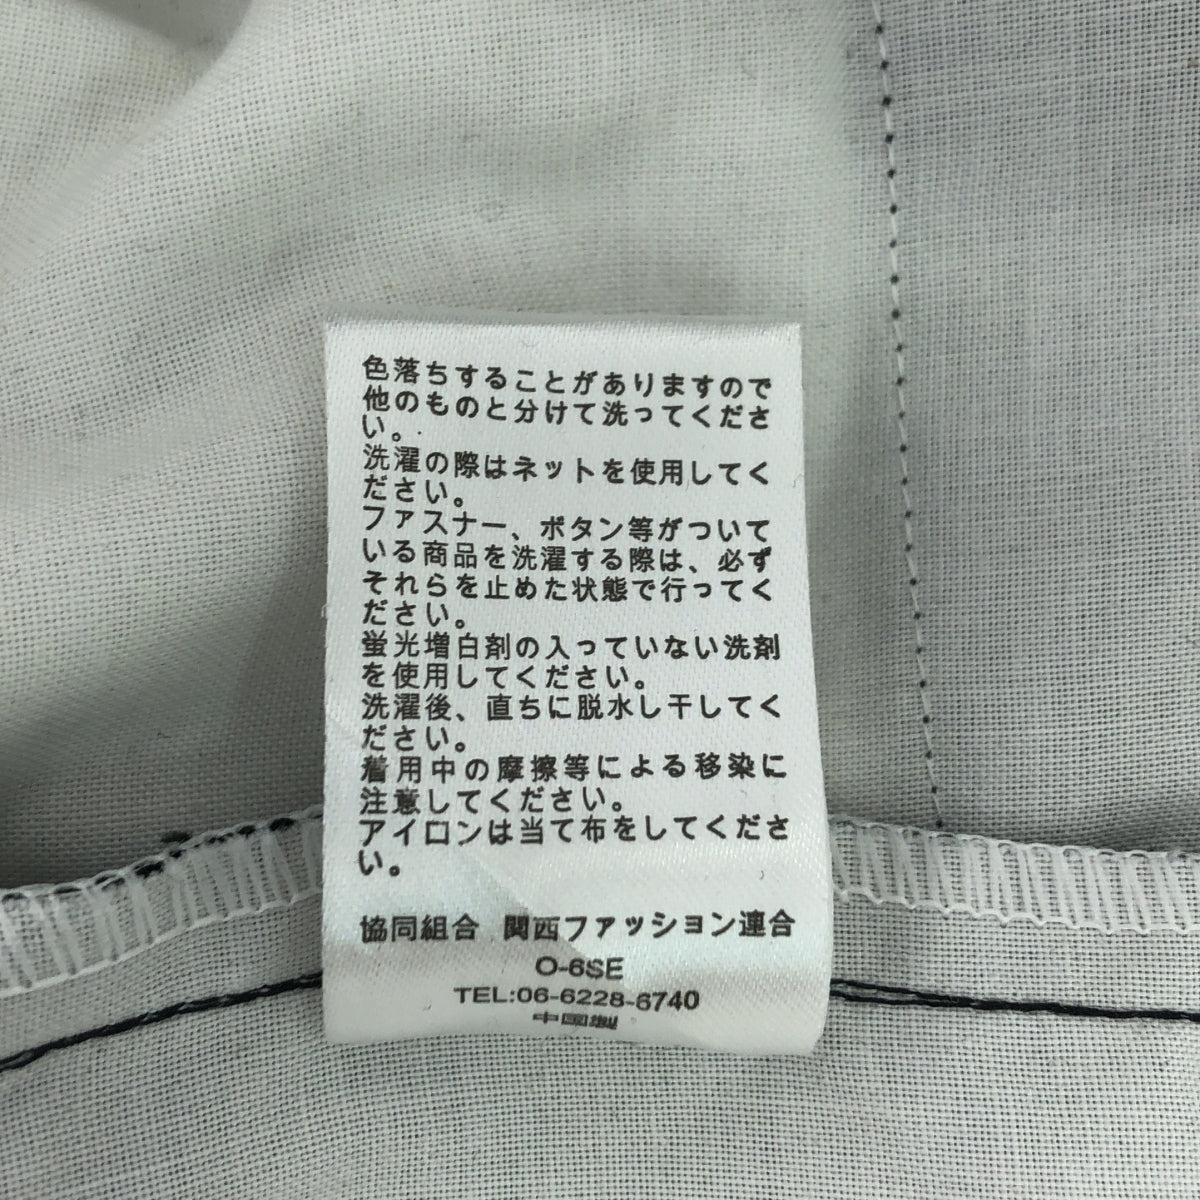 色落ちすることがありますので
他のものと分けて洗ってくださ
い。
洗濯の際はネットを使用してく
ださい。
ファスナー、ボタン等がついて
いる商品を洗濯する際は、必ず
それらを止めた状態で行ってく
ださい。
蛍光増白剤の入っていない洗剤
を使用してください。
洗濯後、直ちに脱水し干してく
ださい。
着用中の摩擦等による移染に
注意してください。
アイロンは当て布をしてくださ
い。
協同組合 関西ファッション連合
O-6SE
TEL:06-6228-6740
中国製